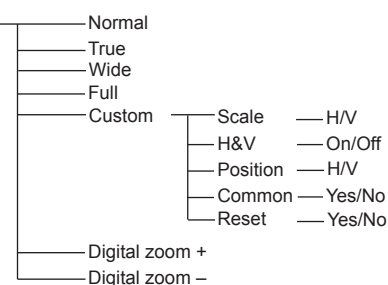 Normal
True
Wide
Full
Custom
Scale H/V
H&V On/Off
Position H/V
Common Yes/No
Reset Yes/No
Digital zoom +
Digital zoom –